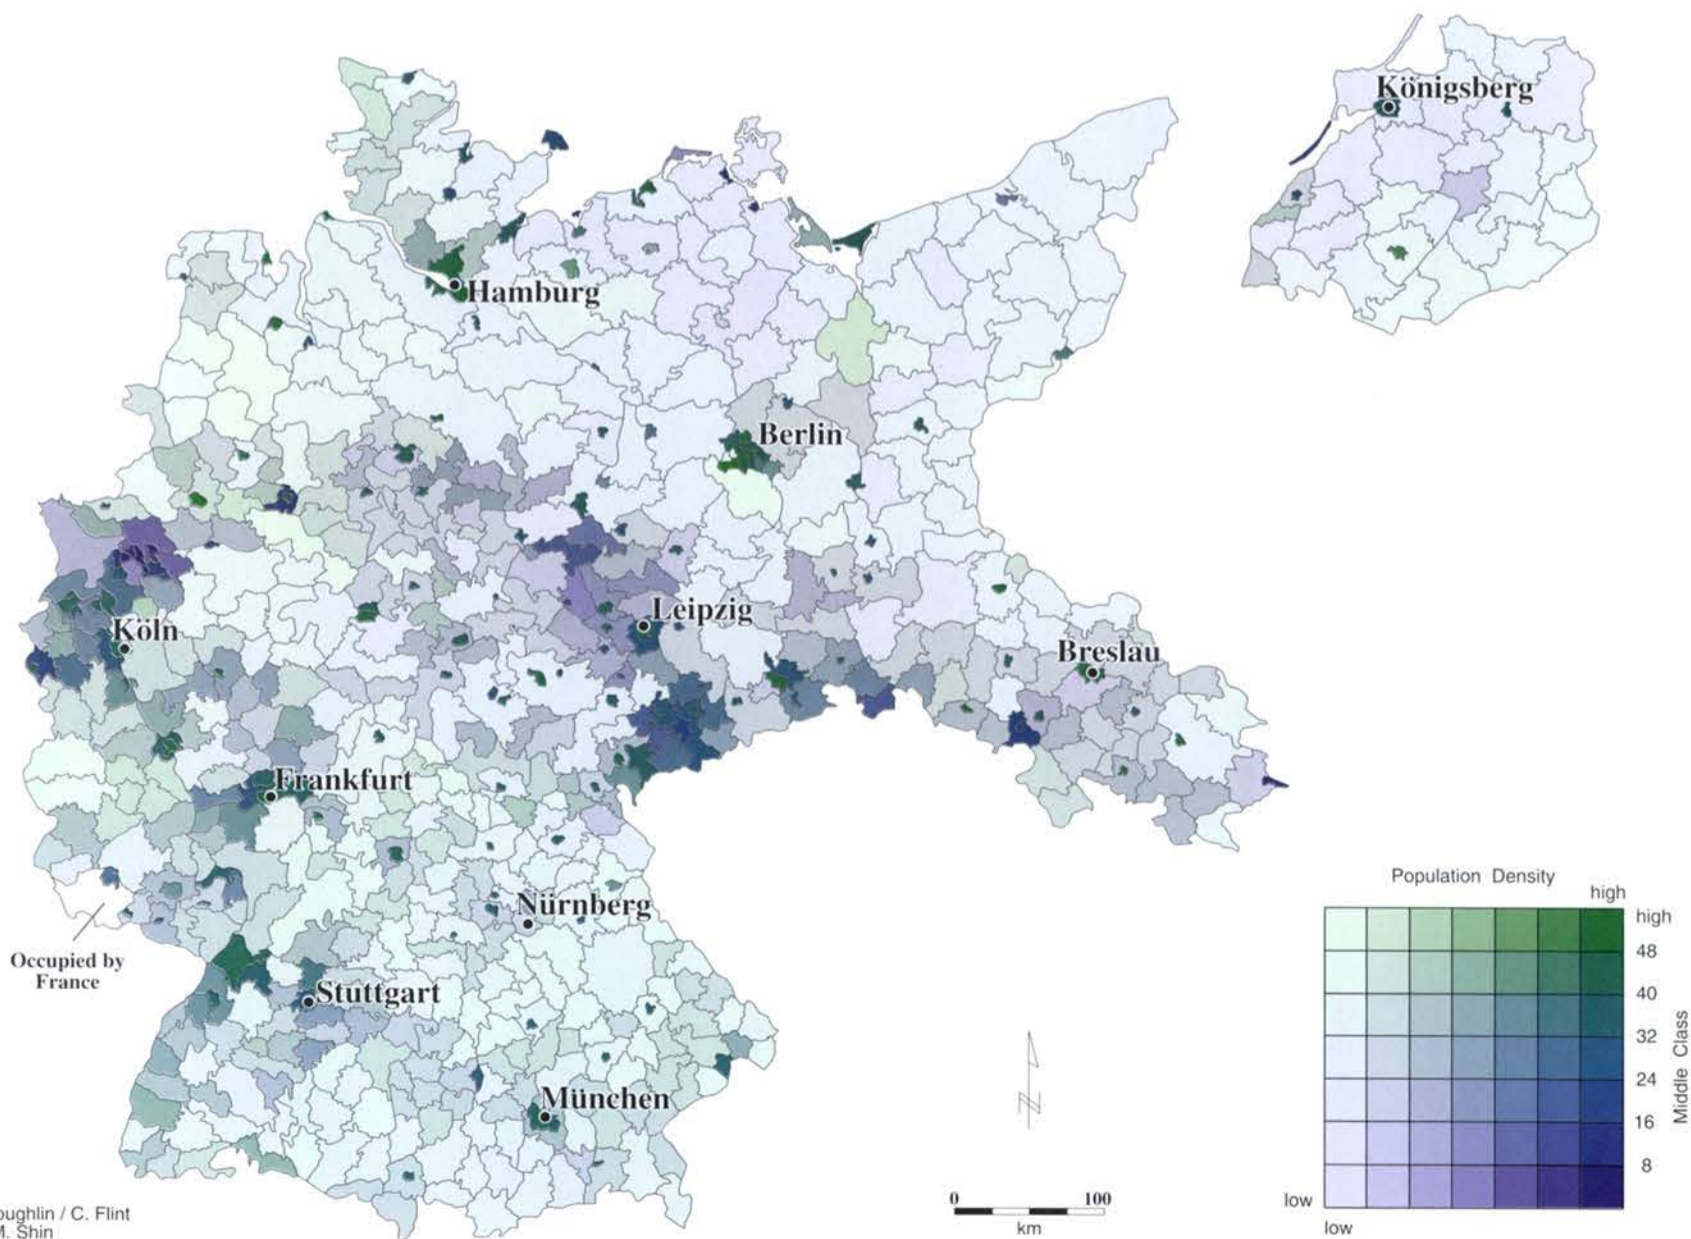 Königsberg
Hamburg
Berlin
Leipzig
Köln
Breslau
Frankfurt
Nürnberg
Occupied by
France
Stuttgart
München
Population Density
high
high
48
40
32
24
16
8
Middle Class
low
low
N
0 100
km
/ C. Flint
M. Shin